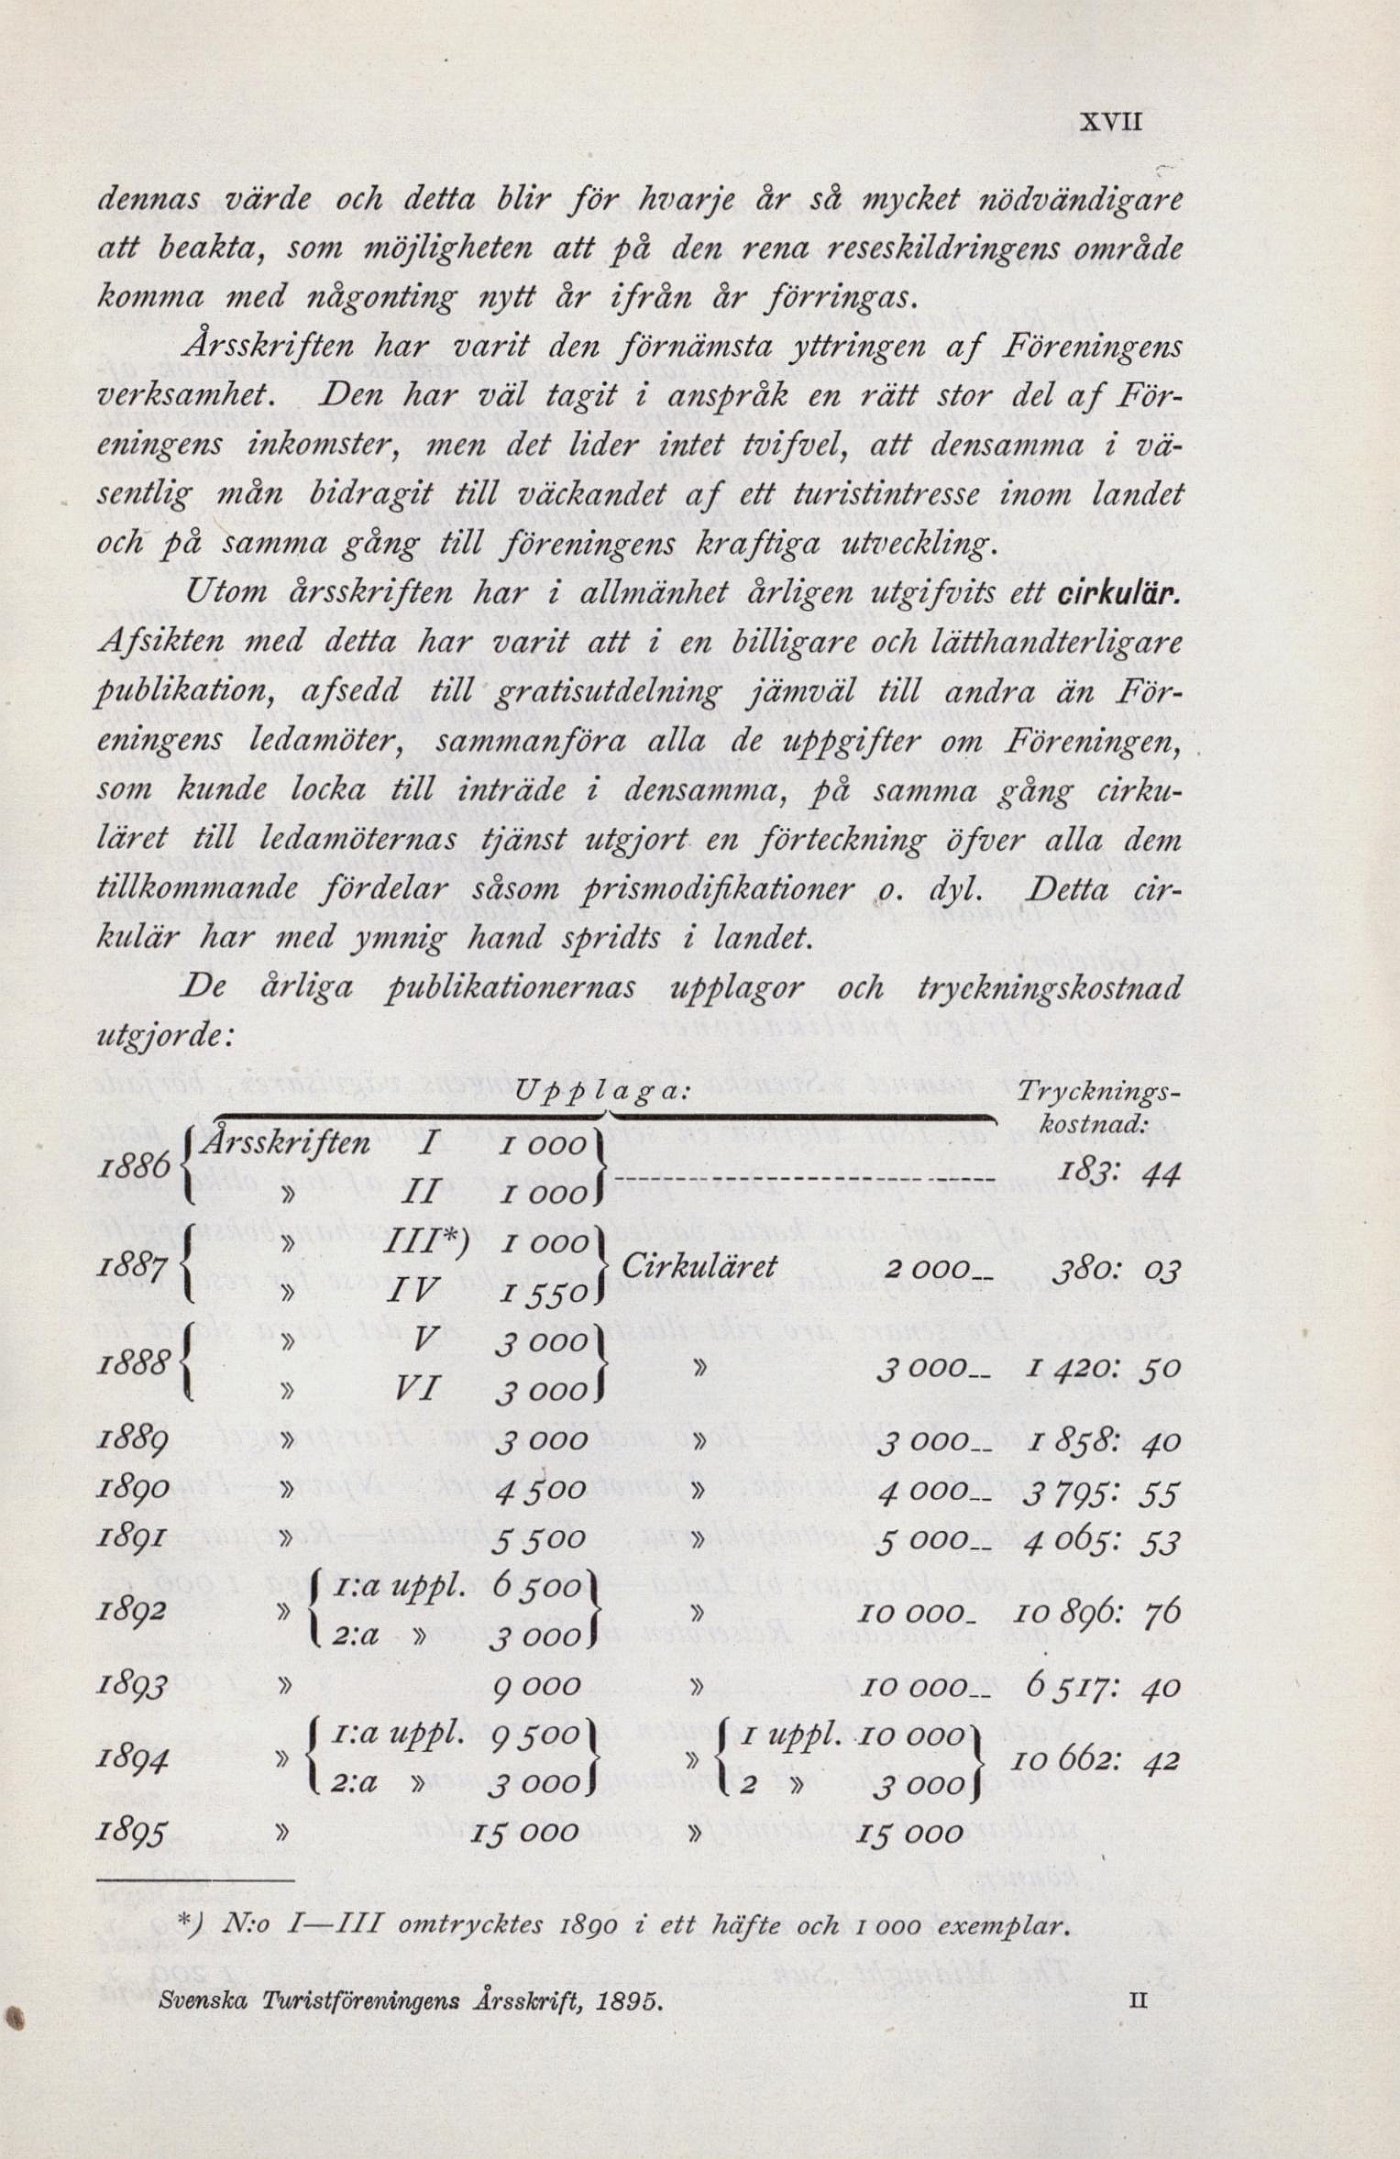 XVII
dennas värde och detta blir för hvarje år så mycket nödvändigare
att beakta, som möjligheten att på den rena reseskildringens område
komma med någonting nytt år ifrån år förringas.
Årsskriften har varit den förnämsta yttringen af Föreningens
verksamhet. Den har väl tagit i anspråk en rätt stor del af För-
eningens inkomster, men det lider intet tvifvel, att densamma i vä-
sentlig mån bidragit till väckandet af ett turistintresse inom landet
och på samma gång till föreningens kraftiga utveckling.
Utom årsskriften har i allmänhet årligen utgifvits ett cirkulär.
Afsikten med detta har varit att i en billigare och lätthandterligare
publikation, afsedd till gratisutdelning jämväl till andra än För-
eningens ledamöter, sammanföra alla de uppgifter om Föreningen,
som kunde locka till inträde i densamma, på samma gång cirku-
läret till ledamöternas tjänst utgjort en förteckning öfver alla dem
tillkommande fördelar såsom prismodifikationer o. dyl. Detta cir-
kulär har med ymnig hand spridts i landet.
De årliga publikationernas upplagor och tryckningskostnad
utgjorde:
Upplaga: Trycknings-
kostnad:
1886 { Årsskriften I 1 000 }
» II 1 000 } 183: 44
1887 { » III*) 1 000 }
» IV 1 550 } Cirkuläret 2 000 380: 03
1888 { » V 3 000 }
» VI 3 000 } » 3 000 1 420: 50
1889 » 3 000 » 3 000 1 858: 40
1890 » 4 500 » 4 000 3 795: 55
1891 » 5 500 » 5 000 4 065: 53
1892 » { 1:a uppl. 6 500 }
2:a » 3 000 } » 10 000 10 896: 76
1893 » 9 000 » 10 000 6 517: 40
1894 » { 1:a uppl. 9 500 } » { 1 uppl. 10 000 } 10 662: 42
2:a » 3 000 } 2 » 3 000 }
1895 » 15 000 » 15 000
*) N:o I—III omtrycktes 1890 i ett häfte och 1 000 exemplar.
Svenska Turistföreningens Årsskrift, 1895. II